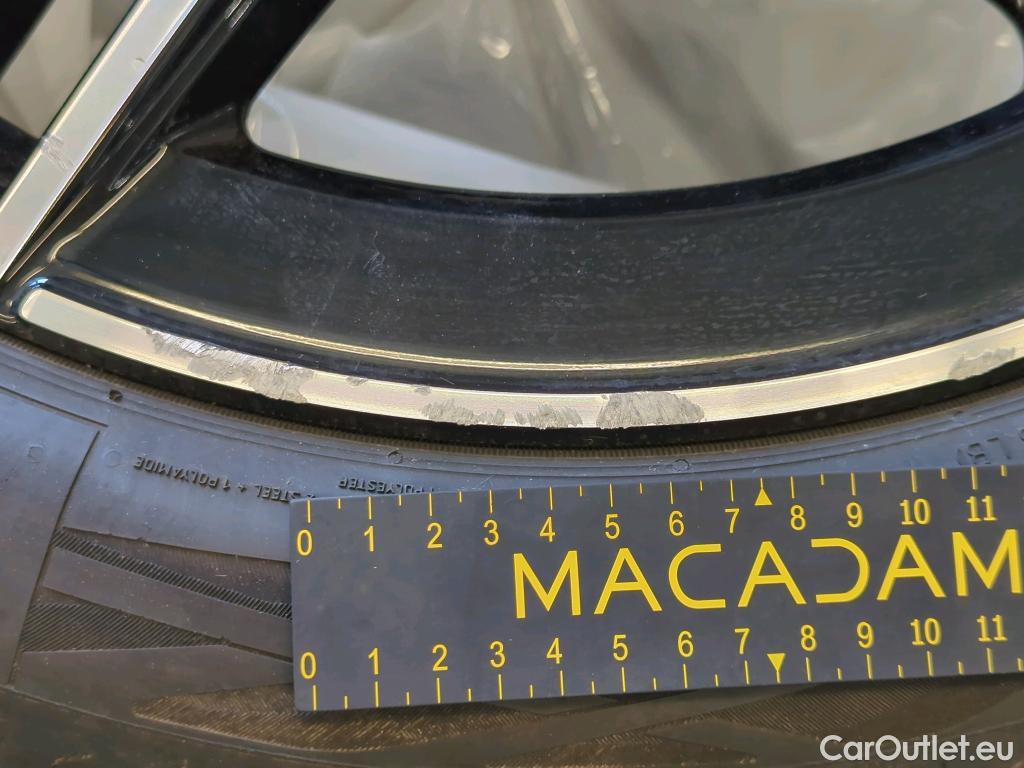 STEEL + 1 POLYAMIDE
POLYESTER
0 1 2 3 4 5 6 7 8 9 10 11
MACADAM
0 1 2 3 4 5 6 7 8 9 10 11
CarOutlet.eu